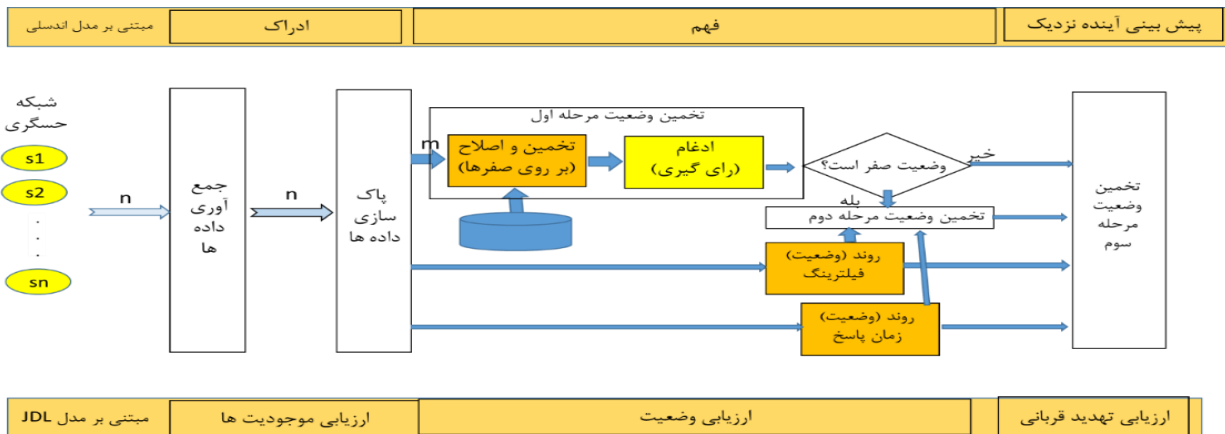 مبتنی بر مدل اندسلی
ادراک
فهم
پیش بینی آینده نزدیک
شبکه
حسگری
s1
s2
.
.
.
sn
n
جمع
آوری
داده
ها
n
پاک
سازی
داده ها
m
تخمین وضعیت مرحله اول
تخمین و اصلاح
(بر روی صفرها)
ادغام
(رای گیری)
وضعیت صفر است؟
خیر
بله
تخمین وضعیت مرحله دوم
روند (وضعیت)
فیلترینگ
روند (وضعیت)
زمان پاسخ
تخمین
وضعیت
مرحله
سوم
مبتنی بر مدل JDL
ارزیابی موجودیت ها
ارزیابی وضعیت
ارزیابی تهدید قربانی